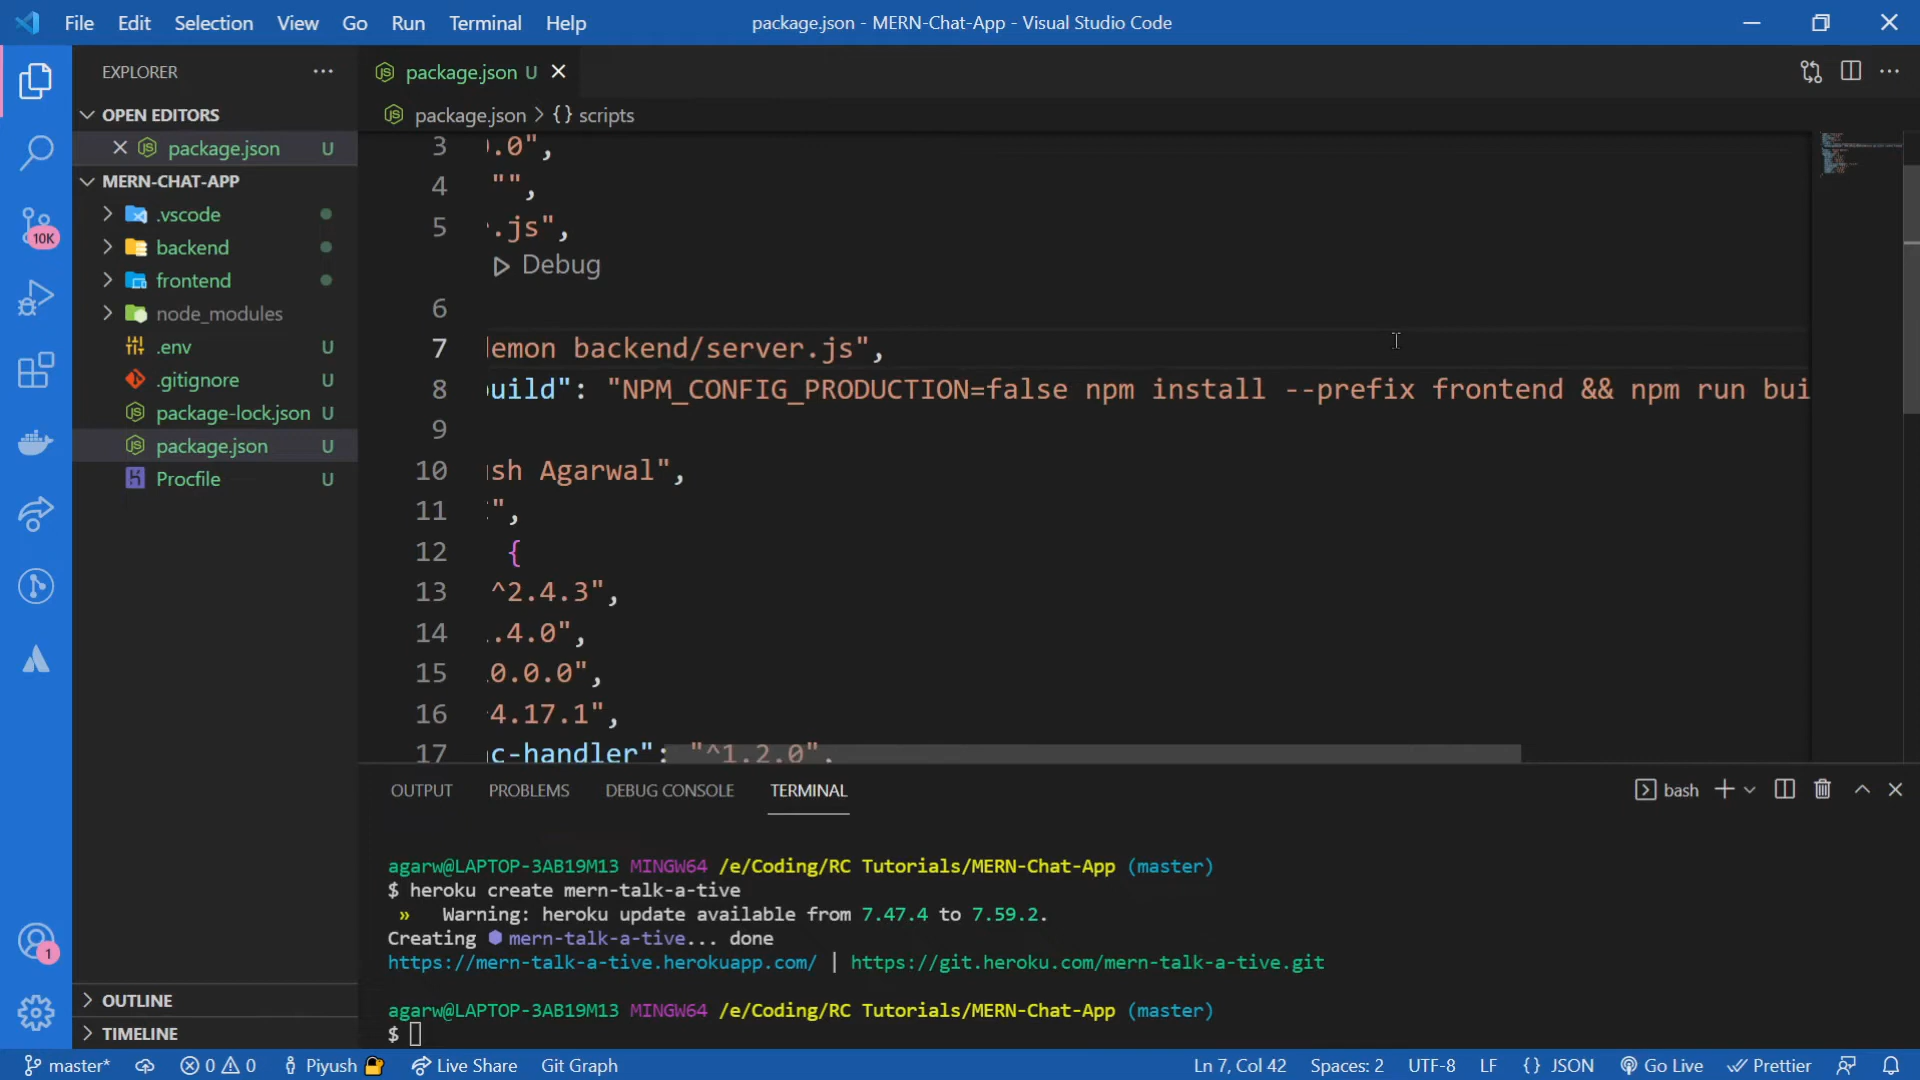 File Edit Selection View Go Run Terminal Help
package.json - MERN-Chat-App - Visual Studio Code
EXPLORER
OPEN EDITORS
package.json U
MERN-CHAT-APP
.vscode
backend
frontend
node_modules
.env U
.gitignore U
package-lock.json U
package.json U
Procfile U
OUTLINE
TIMELINE
10K
1
package.json U
package.json > {} scripts
3 .0",
4 "",
5 .js",
Debug
6
7 emon backend/server.js",
8 uild": "NPM_CONFIG_PRODUCTION=false npm install --prefix frontend && npm run bui
9
10 sh Agarwal",
11 ",
12 {
13 ^2.4.3",
14 .4.0",
15 0.0.0",
16 4.17.1",
17 c-handler": "^1.2.0",
OUTPUT PROBLEMS DEBUG CONSOLE TERMINAL
bash
agarw@LAPTOP-3AB19M13 MINGW64 /e/Coding/RC Tutorials/MERN-Chat-App (master)
$ heroku create mern-talk-a-tive
» Warning: heroku update available from 7.47.4 to 7.59.2.
Creating ⬢ mern-talk-a-tive... done
https://mern-talk-a-tive.herokuapp.com/ | https://git.heroku.com/mern-talk-a-tive.git
agarw@LAPTOP-3AB19M13 MINGW64 /e/Coding/RC Tutorials/MERN-Chat-App (master)
$
master* 0 0 Piyush Live Share Git Graph Ln 7, Col 42 Spaces: 2 UTF-8 LF {} JSON Go Live Prettier